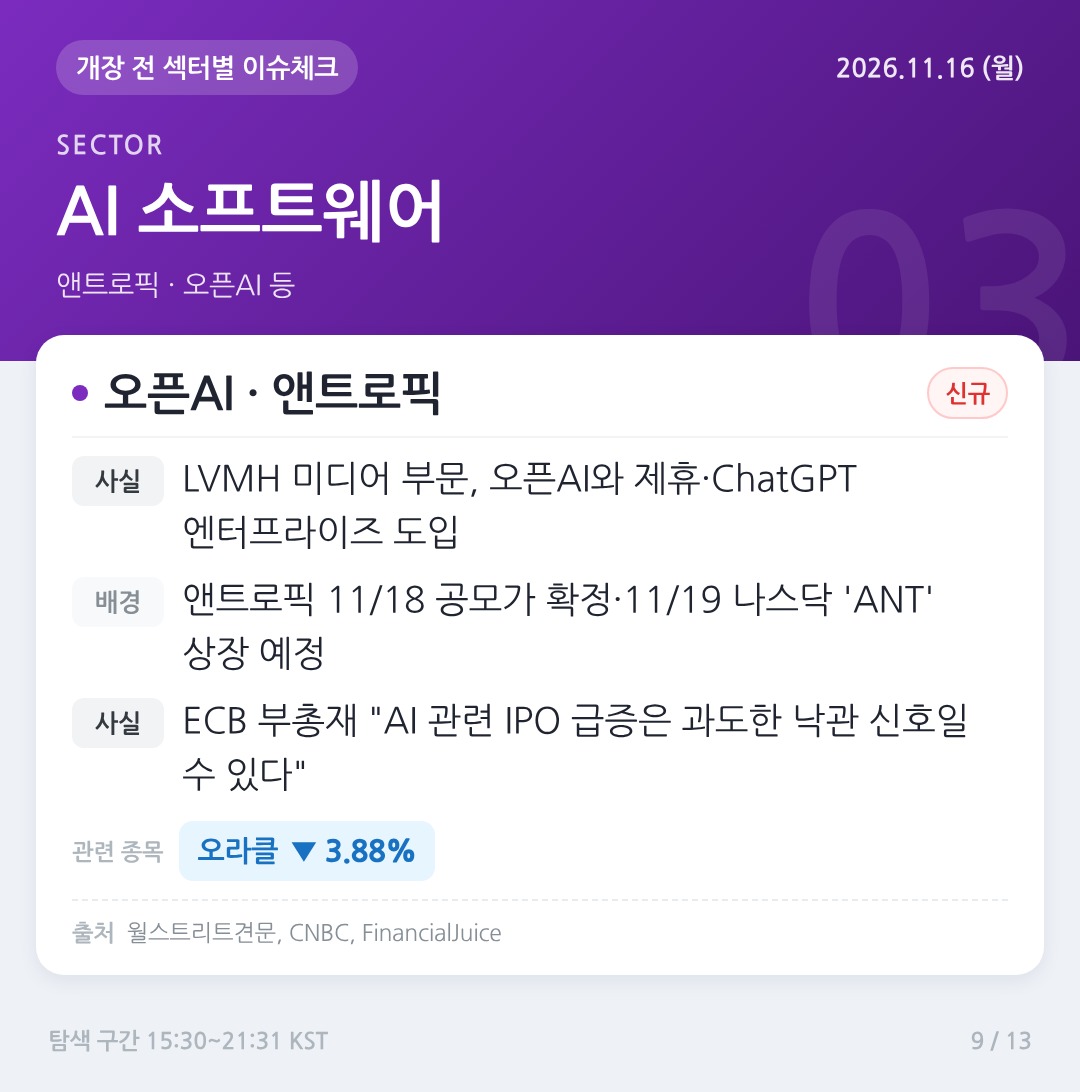 개장 전 섹터별 이슈체크
2026.11.16 (월)
SECTOR
AI 소프트웨어
앤트로픽 · 오픈AI 등
03
오픈AI · 앤트로픽
신규
사실
LVMH 미디어 부문, 오픈AI와 제휴·ChatGPT
엔터프라이즈 도입
배경
앤트로픽 11/18 공모가 확정·11/19 나스닥 'ANT'
상장 예정
사실
ECB 부총재 "AI 관련 IPO 급증은 과도한 낙관 신호일
수 있다"
관련 종목
오라클 ▼ 3.88%
출처 월스트리트견문, CNBC, FinancialJuice
탐색 구간 15:30~21:31 KST
9 / 13